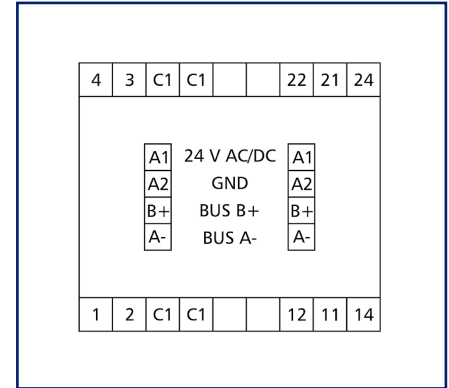 4 3 C1 C1 22 21 24
A1 24 V AC/DC A1
A2 GND A2
B+ BUS B+ B+
A- BUS A- A-
1 2 C1 C1 12 11 14